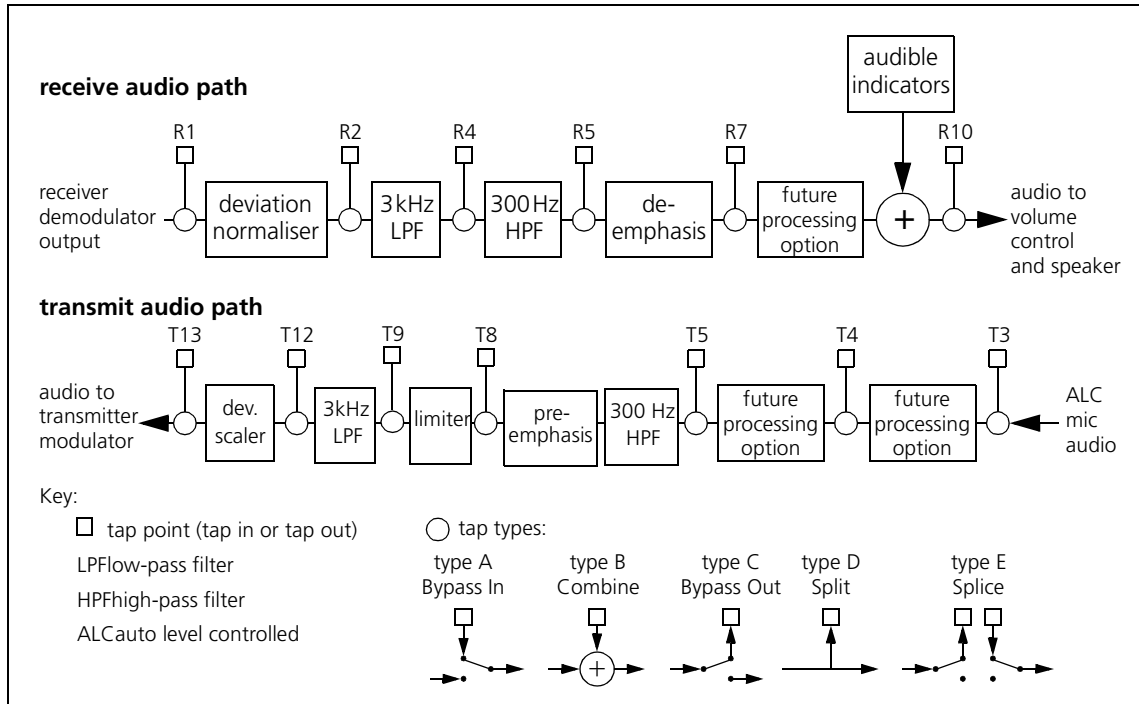 receive audio path
audible
indicators
R1
R2
R4
R5
R7
R10
receiver
demodulator
output
deviation
normaliser
3kHz
LPF
300Hz
HPF
de-
emphasis
future
processing
option
+
audio to
volume
control
and speaker
transmit audio path
T13
T12
T9
T8
T5
T4
T3
audio to
transmitter
modulator
dev.
scaler
3kHz
LPF
limiter
pre-
emphasis
300 Hz
HPF
future
processing
option
future
processing
option
ALC
mic
audio
Key:
tap point (tap in or tap out)
LPFlow-pass filter
HPFhigh-pass filter
ALCauto level controlled
tap types:
type A
Bypass In
type B
Combine
type C
Bypass Out
type D
Split
type E
Splice
+